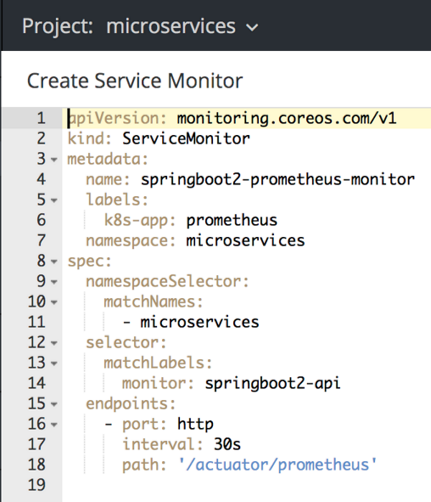 Project: microservices
Create Service Monitor
1 apiVersion: monitoring.coreos.com/v1
2 kind: ServiceMonitor
3 metadata:
4   name: springboot2-prometheus-monitor
5   labels:
6     k8s-app: prometheus
7   namespace: microservices
8 spec:
9   namespaceSelector:
10     matchNames:
11       - microservices
12   selector:
13     matchLabels:
14       monitor: springboot2-api
15   endpoints:
16     - port: http
17       interval: 30s
18       path: '/actuator/prometheus'
19